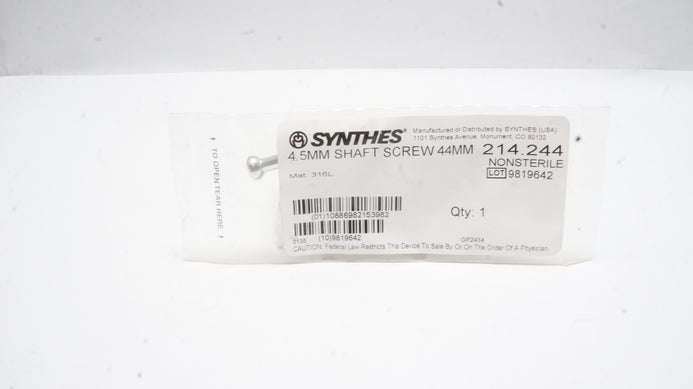 TO OPEN TEAR HERE
SYNTHES®
Manufactured or Distributed by SYNTHES (USA)
1101 Synthes Avenue, Monument, CO 80132
4.5MM SHAFT SCREW 44MM
214.244
NONSTERILE
LOT 9819642
Mat: 316L
(01)10886982153982
Qty: 1
(10)9819642
GP2434
CAUTION: Federal Law Restricts This Device To Sale By Or On The Order Of A Physician.